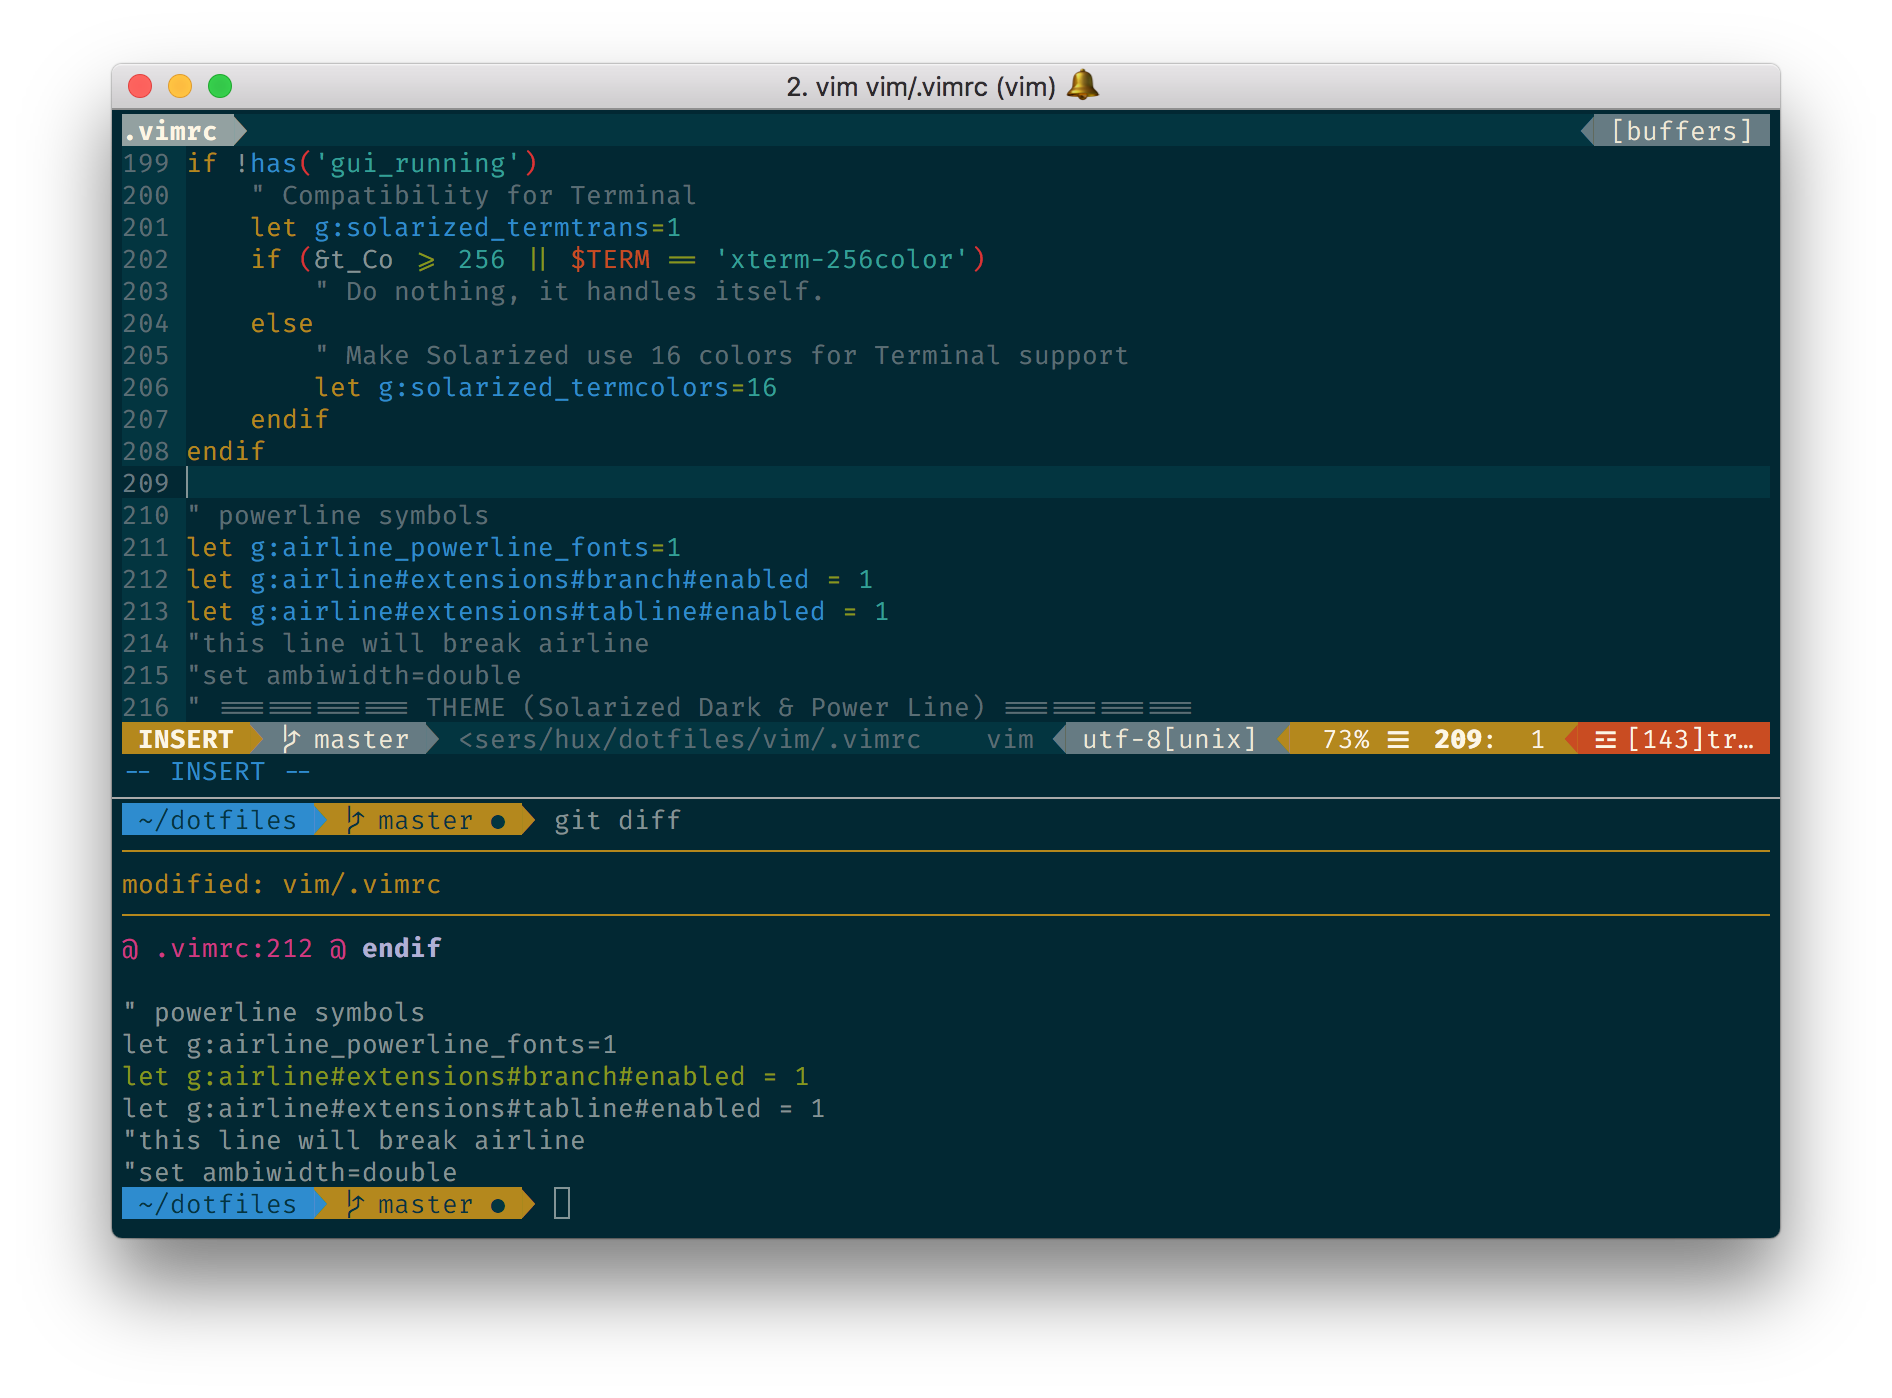 2. vim vim/.vimrc (vim)
.vimrc [buffers]
199 if !has('gui_running')
200     " Compatibility for Terminal
201     let g:solarized_termtrans=1
202     if (&t_Co >= 256 || $TERM == 'xterm-256color')
203         " Do nothing, it handles itself.
204     else
205         " Make Solarized use 16 colors for Terminal support
206         let g:solarized_termcolors=16
207     endif
208 endif
209
210 " powerline symbols
211 let g:airline_powerline_fonts=1
212 let g:airline#extensions#branch#enabled = 1
213 let g:airline#extensions#tabline#enabled = 1
214 "this line will break airline
215 "set ambiwidth=double
216 " ============ THEME (Solarized Dark & Power Line) ============
INSERT master <sers/hux/dotfiles/vim/.vimrc vim utf-8[unix] 73% ☰ 209: 1 ☲ [143]tr…
-- INSERT --
~/dotfiles master ● git diff
modified: vim/.vimrc
@ .vimrc:212 @ endif
" powerline symbols
let g:airline_powerline_fonts=1
let g:airline#extensions#branch#enabled = 1
let g:airline#extensions#tabline#enabled = 1
"this line will break airline
"set ambiwidth=double
~/dotfiles master ●